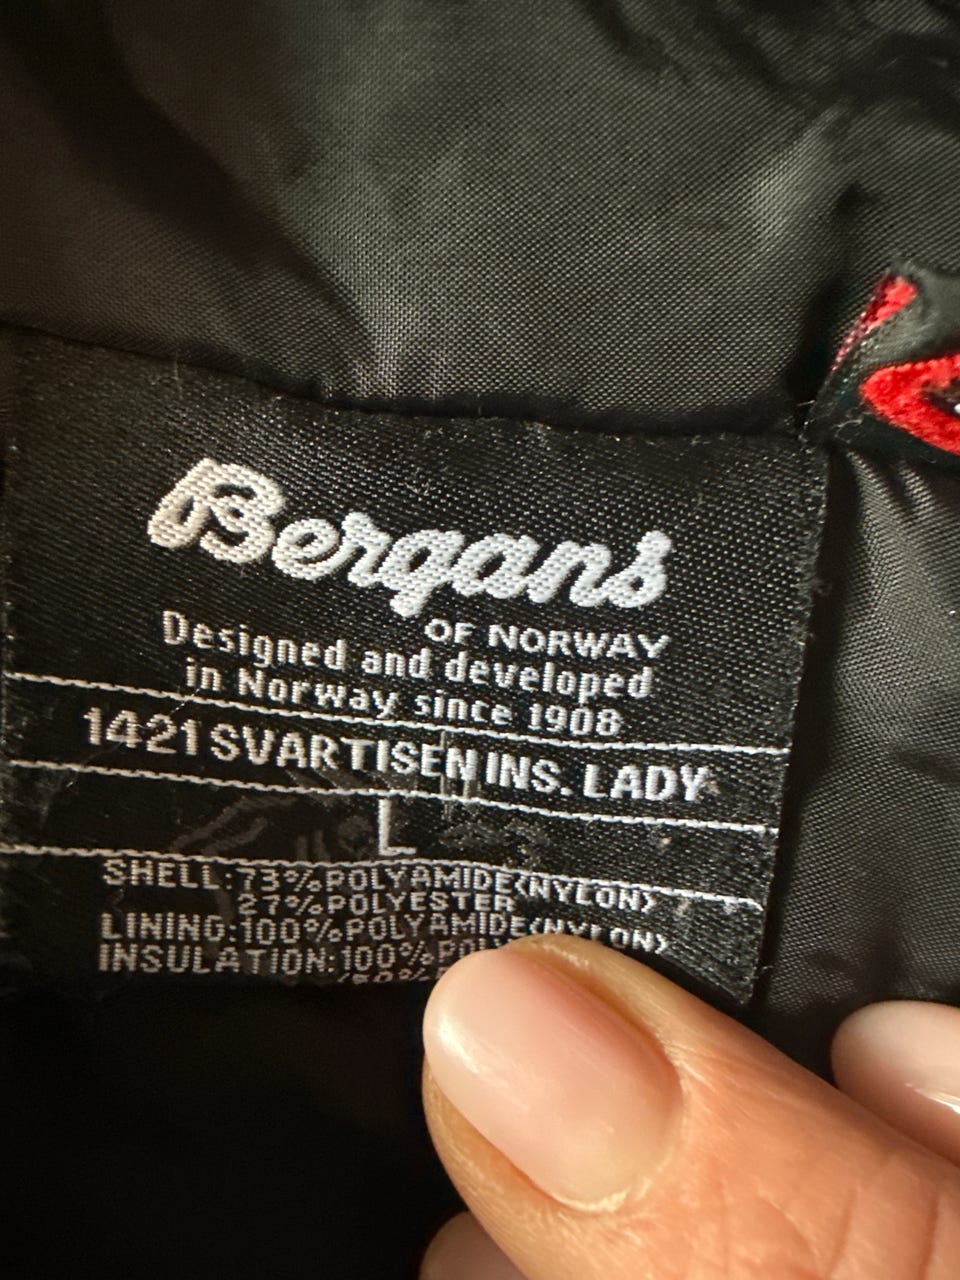 Bergans
OF NORWAY
Designed and developed
in Norway since 1908
1421 SVARTISEN INS. LADY
L
SHELL:73%POLYAMIDE(NYLON)
27%POLYESTER
LINING:100%POLYAMIDE(NYLON)
INSULATION:100%